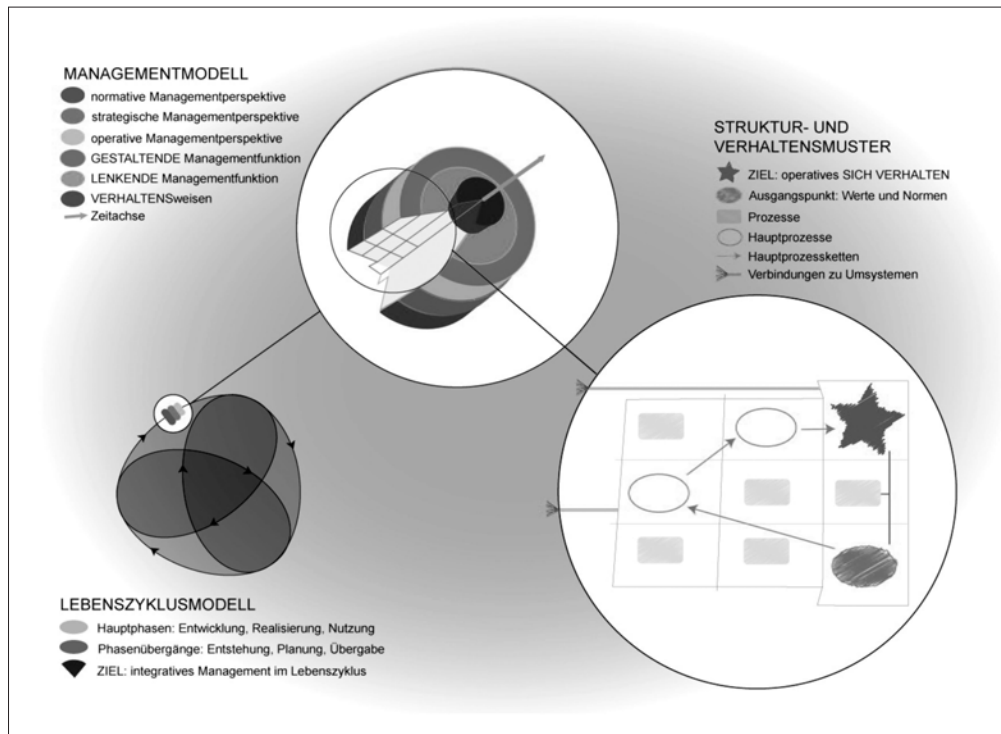 MANAGEMENTMODELL
normative Managementperspektive
strategische Managementperspektive
operative Managementperspektive
GESTALTENDE Managementfunktion
LENKENDE Managementfunktion
VERHALTENSweisen
Zeitachse
STRUKTUR- UND
VERHALTENSMUSTER
ZIEL: operatives SICH VERHALTEN
Ausgangspunkt: Werte und Normen
Prozesse
Hauptprozesse
Hauptprozessketten
Verbindungen zu Umsystemen
LEBENSZYKLUSMODELL
Hauptphasen: Entwicklung, Realisierung, Nutzung
Phasenübergänge: Entstehung, Planung, Übergabe
ZIEL: integratives Management im Lebenszyklus